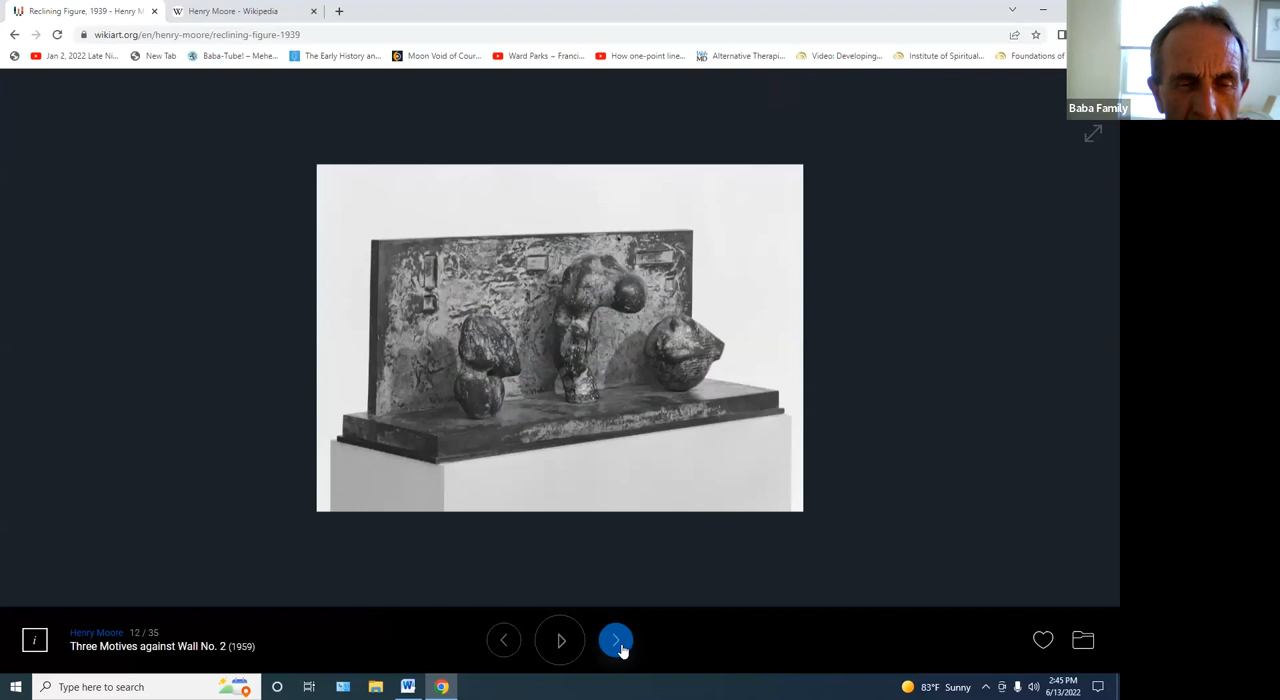 Reclining Figure, 1939 - Henry M
Henry Moore - Wikipedia
wikiart.org/en/henry-moore/reclining-figure-1939
Jan 2, 2022 Late Ni...
New Tab
Baba-Tube! – Mehe...
The Early History an...
Moon Void of Cour...
Ward Parks – Franci...
How one-point line...
Alternative Therapi...
Video: Developing...
Institute of Spiritual...
Foundations of
Baba Family
Henry Moore 12 / 35
Three Motives against Wall No. 2 (1959)
Type here to search
83°F Sunny
2:45 PM
6/13/2022